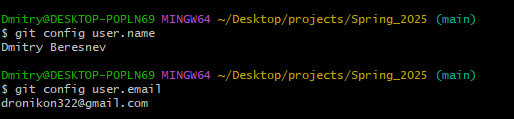 Dmitry@DESKTOP-POPLN69 MINGW64 ~/Desktop/projects/Spring_2025 (main)
$ git config user.name
Dmitry Beresnev
Dmitry@DESKTOP-POPLN69 MINGW64 ~/Desktop/projects/Spring_2025 (main)
$ git config user.email
dronikon322@gmail.com